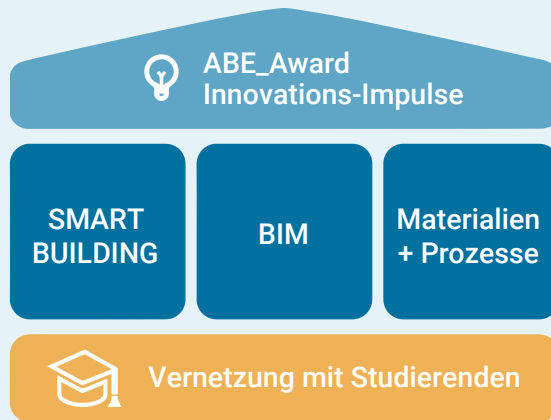 ABE_Award
Innovations-Impulse
SMART
BUILDING
BIM
Materialien
+ Prozesse
Vernetzung mit Studierenden